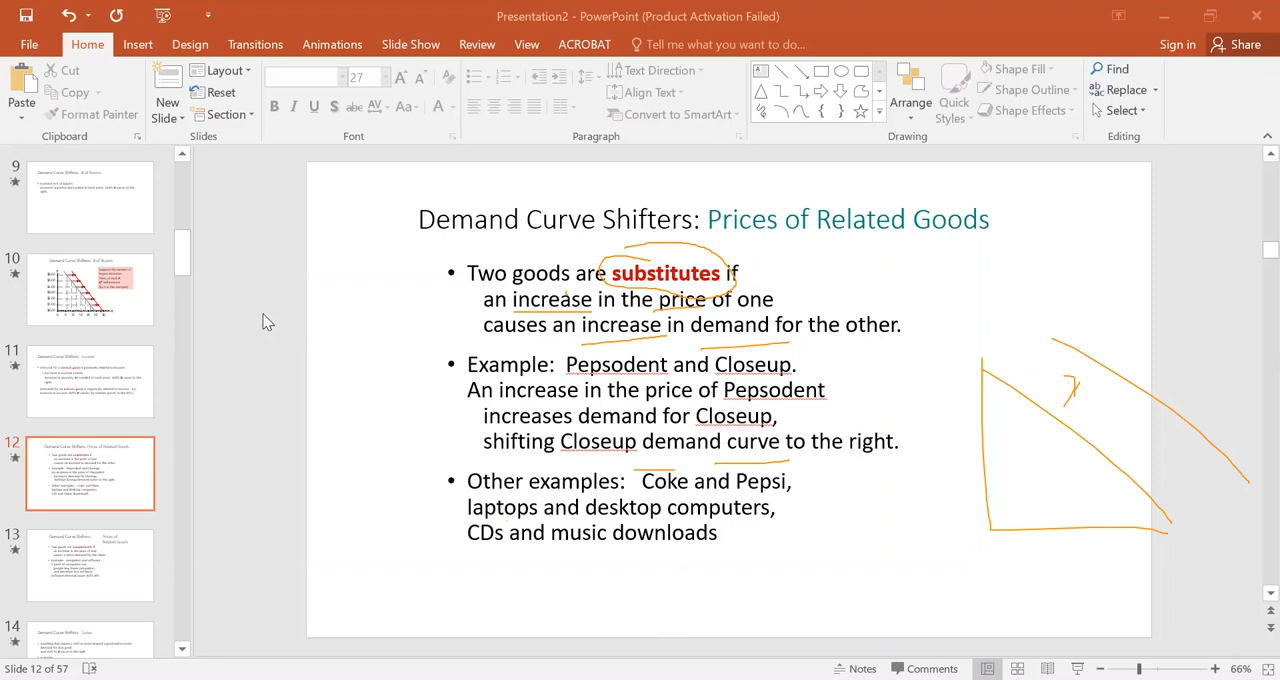 Presentation2 - PowerPoint (Product Activation Failed)
File Home Insert Design Transitions Animations Slide Show Review View ACROBAT Tell me what you want to do... Sign in Share
Paste
Cut
Copy
Format Painter
Clipboard
New
Slide
Layout
Reset
Section
Slides
27
B I U S abc AV Aa A
Font
Text Direction
Align Text
Convert to SmartArt
Paragraph
Arrange
Quick
Styles
Shape Fill
Shape Outline
Shape Effects
Drawing
Find
Replace
Select
Editing
9
10
11
12
13
14
Demand Curve Shifters: Prices of Related Goods
• Two goods are substitutes if
an increase in the price of one
causes an increase in demand for the other.
• Example: Pepsodent and Closeup.
An increase in the price of Pepsodent
increases demand for Closeup,
shifting Closeup demand curve to the right.
• Other examples: Coke and Pepsi,
laptops and desktop computers,
CDs and music downloads
Slide 12 of 57
Notes Comments 66%